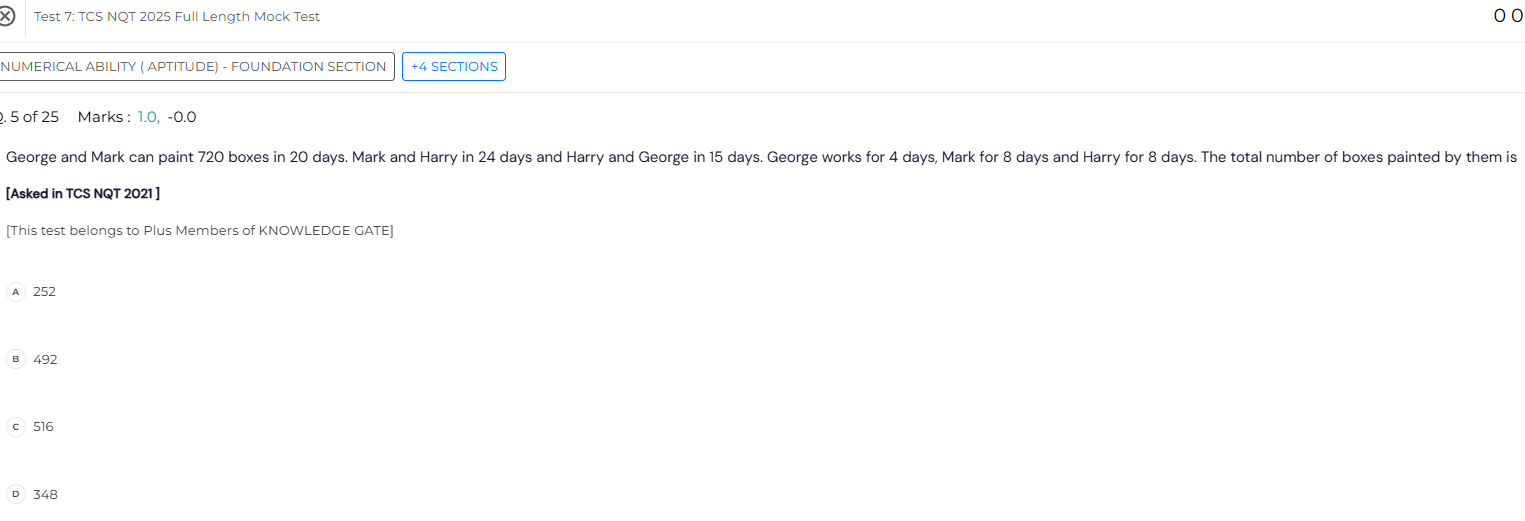 Test 7: TCS NQT 2025 Full Length Mock Test
0 0
NUMERICAL ABILITY ( APTITUDE) - FOUNDATION SECTION
+4 SECTIONS
Q. 5 of 25 Marks : 1.0, -0.0
George and Mark can paint 720 boxes in 20 days. Mark and Harry in 24 days and Harry and George in 15 days. George works for 4 days, Mark for 8 days and Harry for 8 days. The total number of boxes painted by them is
[Asked in TCS NQT 2021 ]
[This test belongs to Plus Members of KNOWLEDGE GATE]
A 252
B 492
C 516
D 348